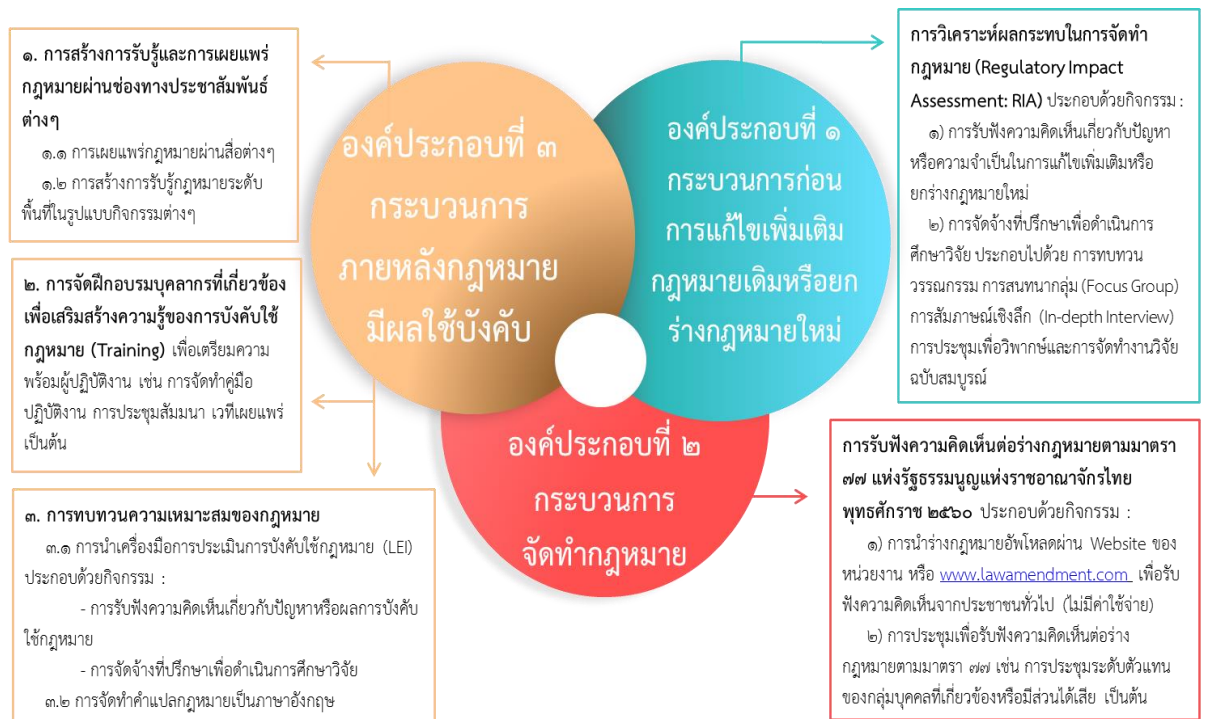 ๑. การสร้างการรับรู้และการเผยแพร่
กฎหมายผ่านช่องทางประชาสัมพันธ์
ต่างๆ
๑.๑ การเผยแพร่กฎหมายผ่านสื่อต่างๆ
๑.๒ การสร้างการรับรู้กฎหมายระดับ
พื้นที่ในรูปแบบกิจกรรมต่างๆ
๒. การจัดฝึกอบรมบุคลากรที่เกี่ยวข้อง
เพื่อเสริมสร้างความรู้ของการบังคับใช้
กฎหมาย (Training) เพื่อเตรียมความ
พร้อมผู้ปฏิบัติงาน เช่น การจัดทำคู่มือ
ปฏิบัติงาน การประชุมสัมมนา เวทีเผยแพร่
เป็นต้น
๓. การทบทวนความเหมาะสมของกฎหมาย
๓.๑ การนำเครื่องมือการประเมินการบังคับใช้กฎหมาย (LEI)
ประกอบด้วยกิจกรรม :
- การรับฟังความคิดเห็นเกี่ยวกับปัญหาหรือผลการบังคับ
ใช้กฎหมาย
- การจัดจ้างที่ปรึกษาเพื่อดำเนินการศึกษาวิจัย
๓.๒ การจัดทำคำแปลกฎหมายเป็นภาษาอังกฤษ
องค์ประกอบที่ ๓
กระบวนการ
ภายหลังกฎหมาย
มีผลใช้บังคับ
องค์ประกอบที่ ๑
กระบวนการก่อน
การแก้ไขเพิ่มเติม
กฎหมายเดิมหรือยก
ร่างกฎหมายใหม่
องค์ประกอบที่ ๒
กระบวนการ
จัดทำกฎหมาย
การวิเคราะห์ผลกระทบในการจัดทำ
กฎหมาย (Regulatory Impact
Assessment: RIA) ประกอบด้วยกิจกรรม :
๑) การรับฟังความคิดเห็นเกี่ยวกับปัญหา
หรือความจำเป็นในการแก้ไขเพิ่มเติมหรือ
ยกร่างกฎหมายใหม่
๒) การจัดจ้างที่ปรึกษาเพื่อดำเนินการ
ศึกษาวิจัย ประกอบไปด้วย การทบทวน
วรรณกรรม การสนทนากลุ่ม (Focus Group)
การสัมภาษณ์เชิงลึก (In-depth Interview)
การประชุมเพื่อวิพากษ์และการจัดทำงานวิจัย
ฉบับสมบูรณ์
การรับฟังความคิดเห็นต่อร่างกฎหมายตามมาตรา
๗๗ แห่งรัฐธรรมนูญแห่งราชอาณาจักรไทย
พุทธศักราช ๒๕๖๐ ประกอบด้วยกิจกรรม :
๑) การนำร่างกฎหมายอัพโหลดผ่าน Website ของ
หน่วยงาน หรือ www.lawamendment.com เพื่อรับ
ฟังความคิดเห็นจากประชาชนทั่วไป (ไม่มีค่าใช้จ่าย)
๒) การประชุมเพื่อรับฟังความคิดเห็นต่อร่าง
กฎหมายตามมาตรา ๗๗ เช่น การประชุมระดับตัวแทน
ของกลุ่มบุคคลที่เกี่ยวข้องหรือมีส่วนได้เสีย เป็นต้น